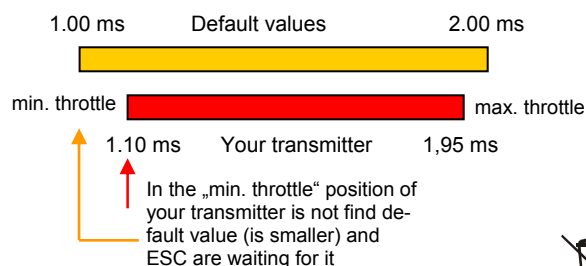 1.00 ms Default values 2.00 ms
min. throttle max. throttle
1.10 ms Your transmitter 1,95 ms
In the „min. throttle“ position of
your transmitter is not find de-
fault value (is smaller) and
ESC are waiting for it